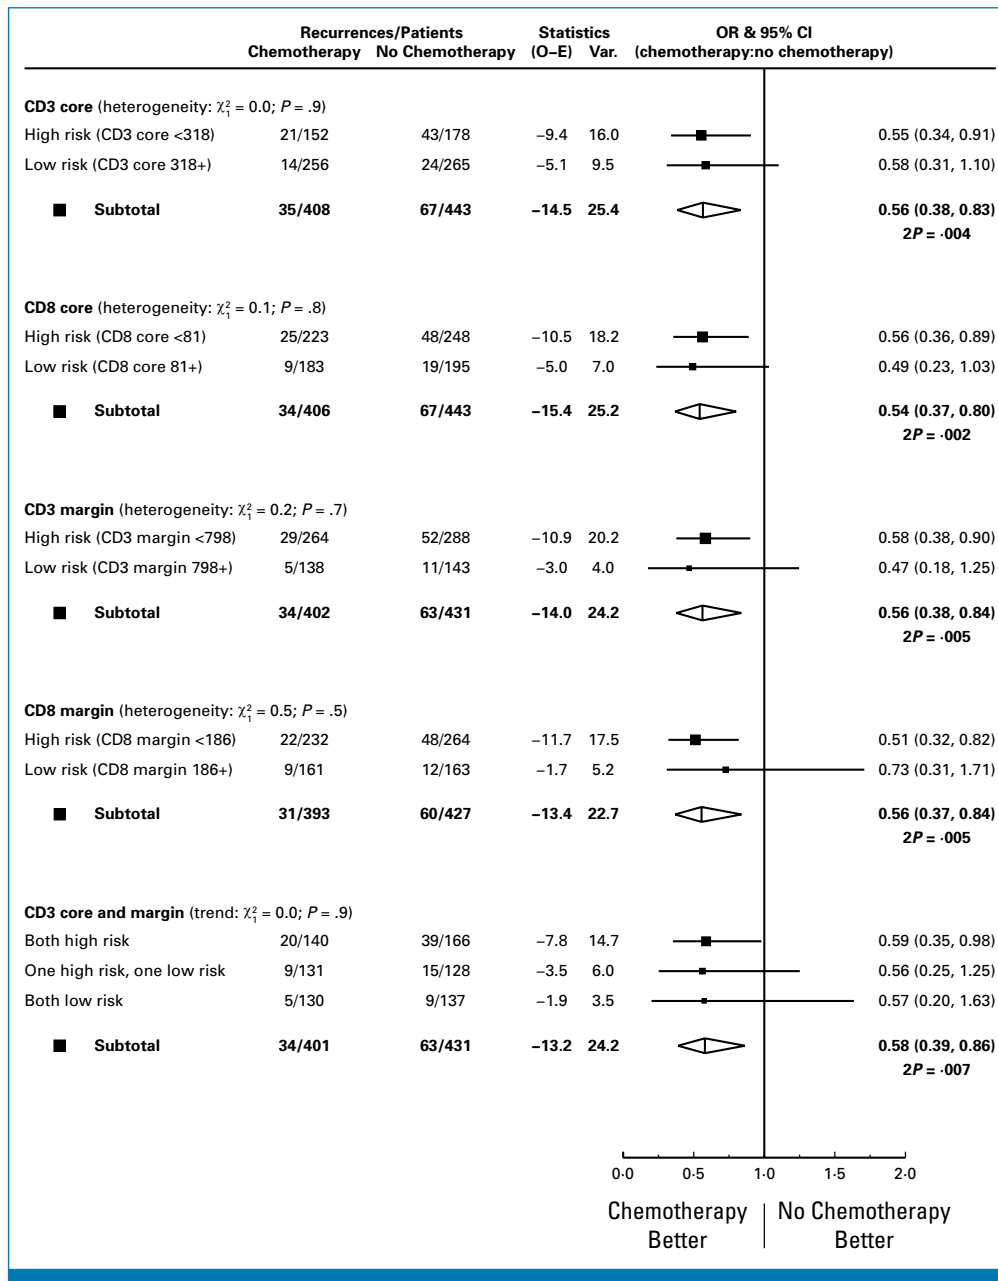 Recurrences/Patients Statistics OR & 95% CI
Chemotherapy No Chemotherapy (O–E) Var. (chemotherapy:no chemotherapy)
CD3 core (heterogeneity: χ²₁ = 0.0; P = .9)
High risk (CD3 core <318) 21/152 43/178 –9.4 16.0 0.55 (0.34, 0.91)
Low risk (CD3 core 318+) 14/256 24/265 –5.1 9.5 0.58 (0.31, 1.10)
Subtotal 35/408 67/443 –14.5 25.4 0.56 (0.38, 0.83)
2P = ·004
CD8 core (heterogeneity: χ²₁ = 0.1; P = .8)
High risk (CD8 core <81) 25/223 48/248 –10.5 18.2 0.56 (0.36, 0.89)
Low risk (CD8 core 81+) 9/183 19/195 –5.0 7.0 0.49 (0.23, 1.03)
Subtotal 34/406 67/443 –15.4 25.2 0.54 (0.37, 0.80)
2P = ·002
CD3 margin (heterogeneity: χ²₁ = 0.2; P = .7)
High risk (CD3 margin <798) 29/264 52/288 –10.9 20.2 0.58 (0.38, 0.90)
Low risk (CD3 margin 798+) 5/138 11/143 –3.0 4.0 0.47 (0.18, 1.25)
Subtotal 34/402 63/431 –14.0 24.2 0.56 (0.38, 0.84)
2P = ·005
CD8 margin (heterogeneity: χ²₁ = 0.5; P = .5)
High risk (CD8 margin <186) 22/232 48/264 –11.7 17.5 0.51 (0.32, 0.82)
Low risk (CD8 margin 186+) 9/161 12/163 –1.7 5.2 0.73 (0.31, 1.71)
Subtotal 31/393 60/427 –13.4 22.7 0.56 (0.37, 0.84)
2P = ·005
CD3 core and margin (trend: χ²₁ = 0.0; P = .9)
Both high risk 20/140 39/166 –7.8 14.7 0.59 (0.35, 0.98)
One high risk, one low risk 9/131 15/128 –3.5 6.0 0.56 (0.25, 1.25)
Both low risk 5/130 9/137 –1.9 3.5 0.57 (0.20, 1.63)
Subtotal 34/401 63/431 –13.2 24.2 0.58 (0.39, 0.86)
2P = ·007
0·0 0·5 1·0 1·5 2·0
Chemotherapy No Chemotherapy
Better Better